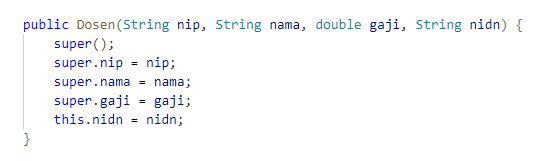 public Dosen(String nip, String nama, double gaji, String nidn) {
    super();
    super.nip = nip;
    super.nama = nama;
    super.gaji = gaji;
    this.nidn = nidn;
}